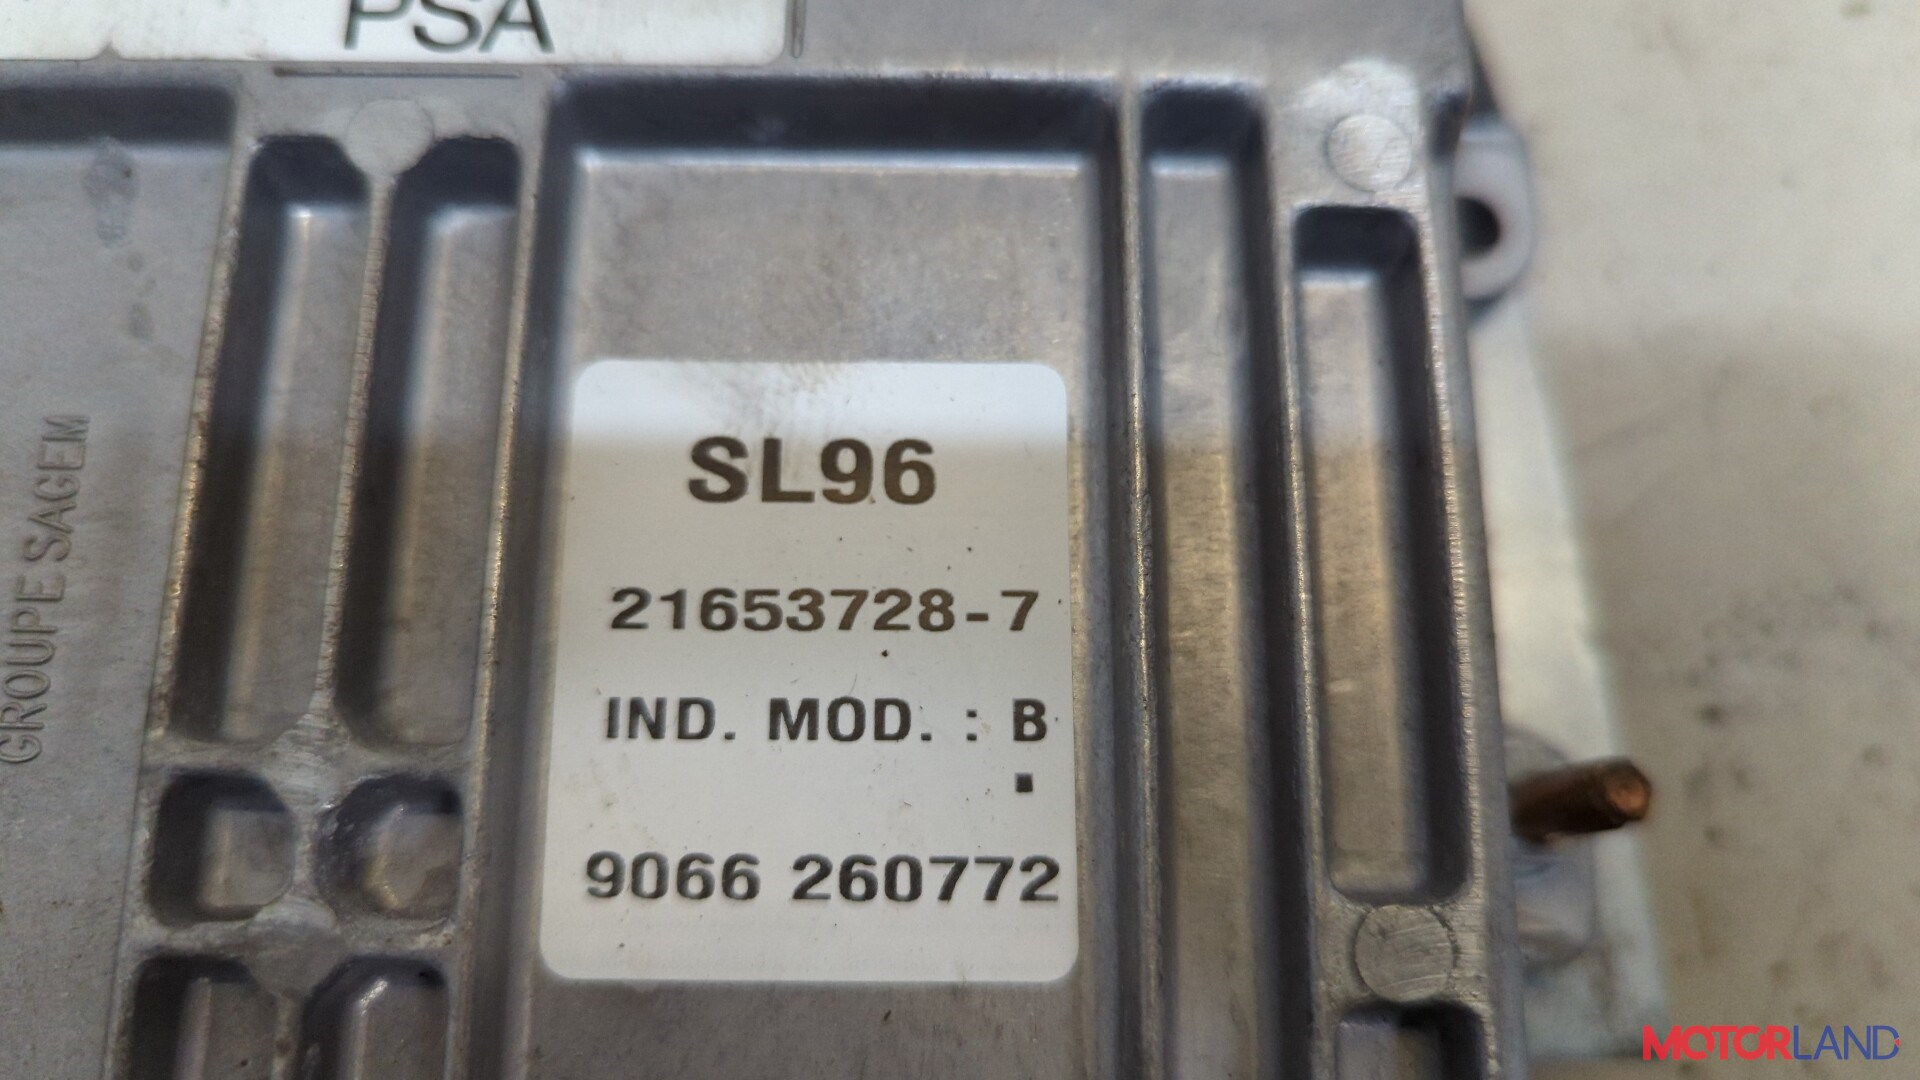 PSA
GROUPE SAGEM
SL96
21653728-7
IND. MOD. : B
9066 260772
MOTORLAND